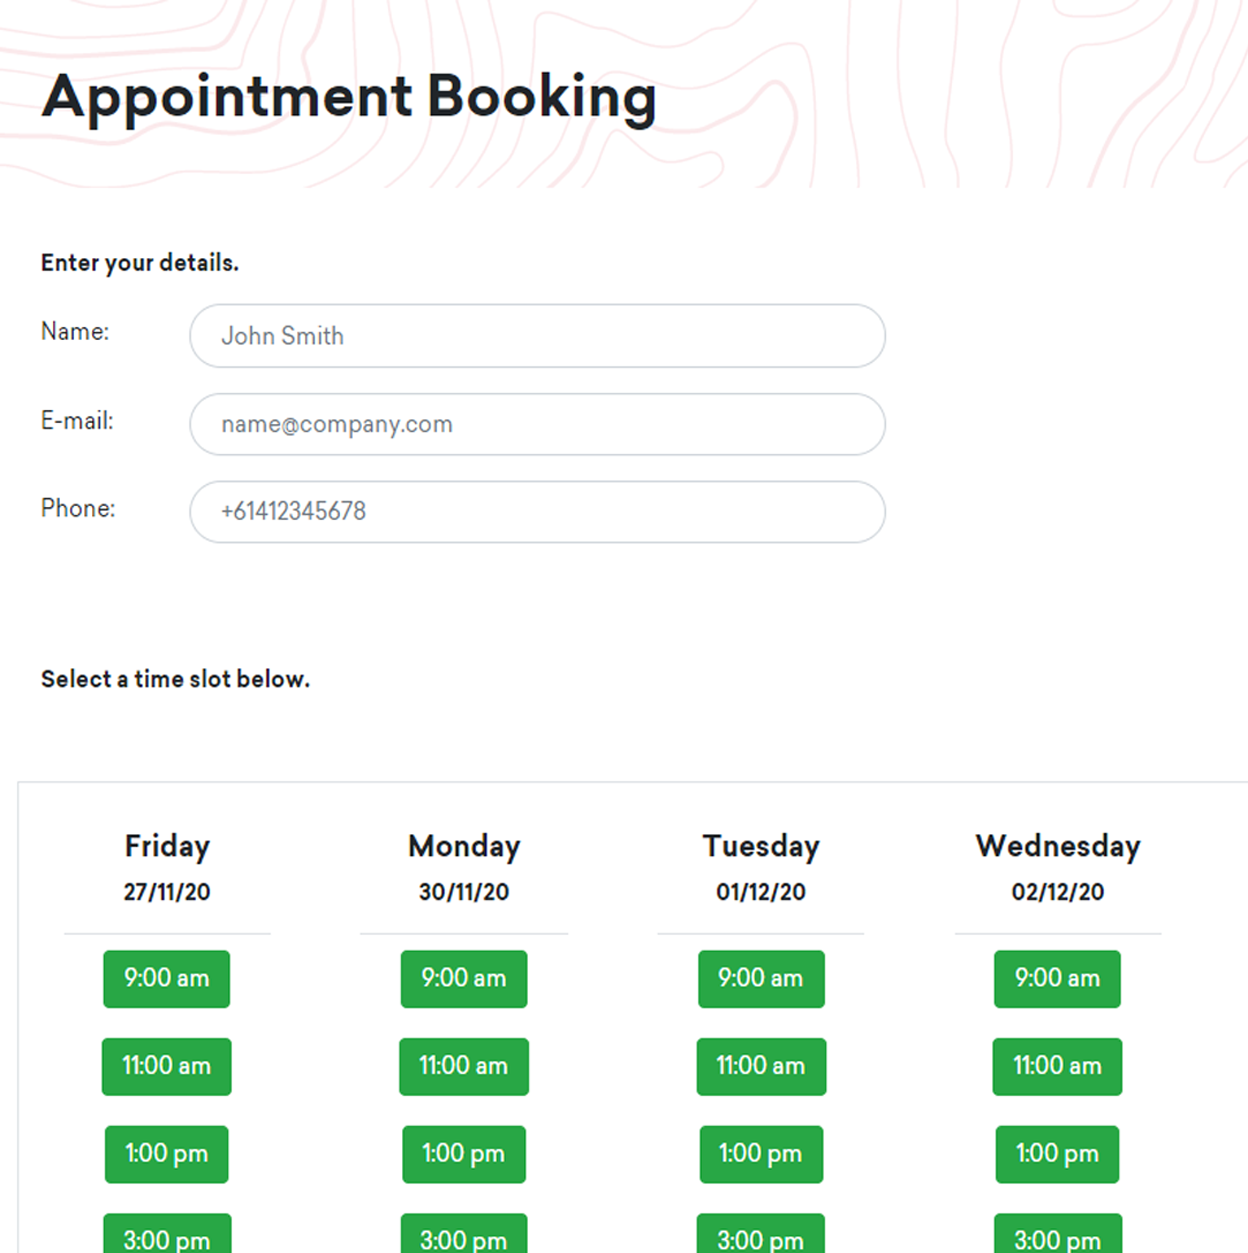 Appointment Booking
Enter your details.
Name: John Smith
E-mail: name@company.com
Phone: +61412345678
Select a time slot below.
Friday Monday Tuesday Wednesday
27/11/20 30/11/20 01/12/20 02/12/20
9:00 am 9:00 am 9:00 am 9:00 am
11:00 am 11:00 am 11:00 am 11:00 am
1:00 pm 1:00 pm 1:00 pm 1:00 pm
3:00 pm 3:00 pm 3:00 pm 3:00 pm